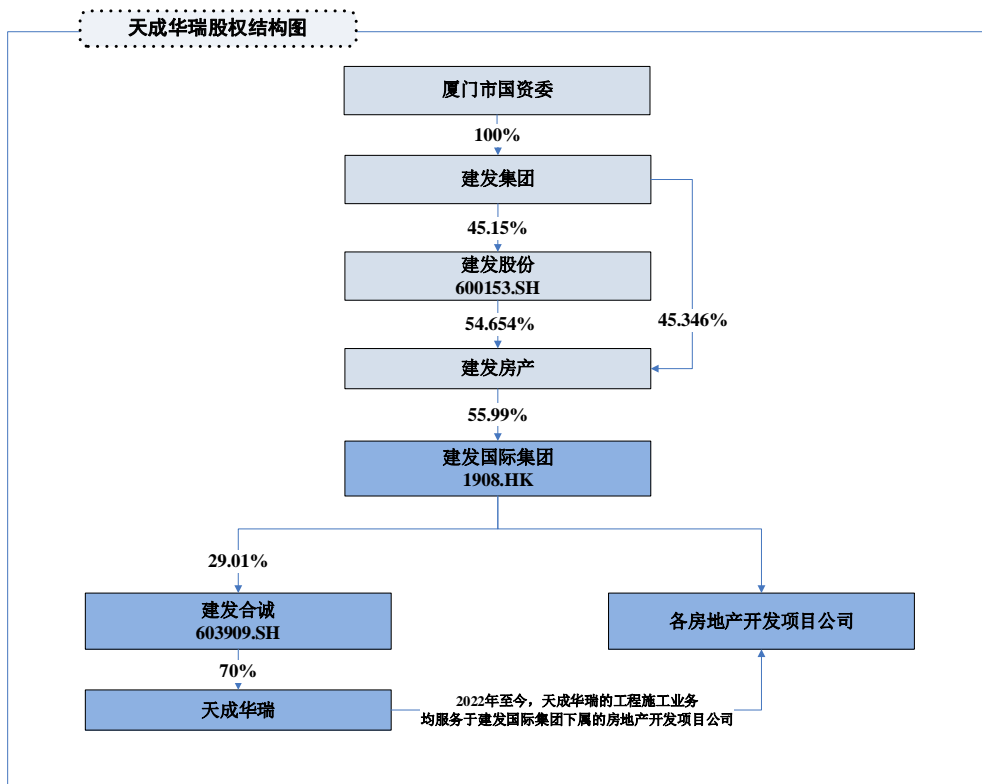 天成华瑞股权结构图
厦门市国资委
100%
建发集团
45.15%
建发股份
600153.SH
54.654%
45.346%
建发房产
55.99%
建发国际集团
1908.HK
29.01%
建发合诚
603909.SH
各房地产开发项目公司
70%
天成华瑞
2022年至今，天成华瑞的工程施工业务
均服务于建发国际集团下属的房地产开发项目公司